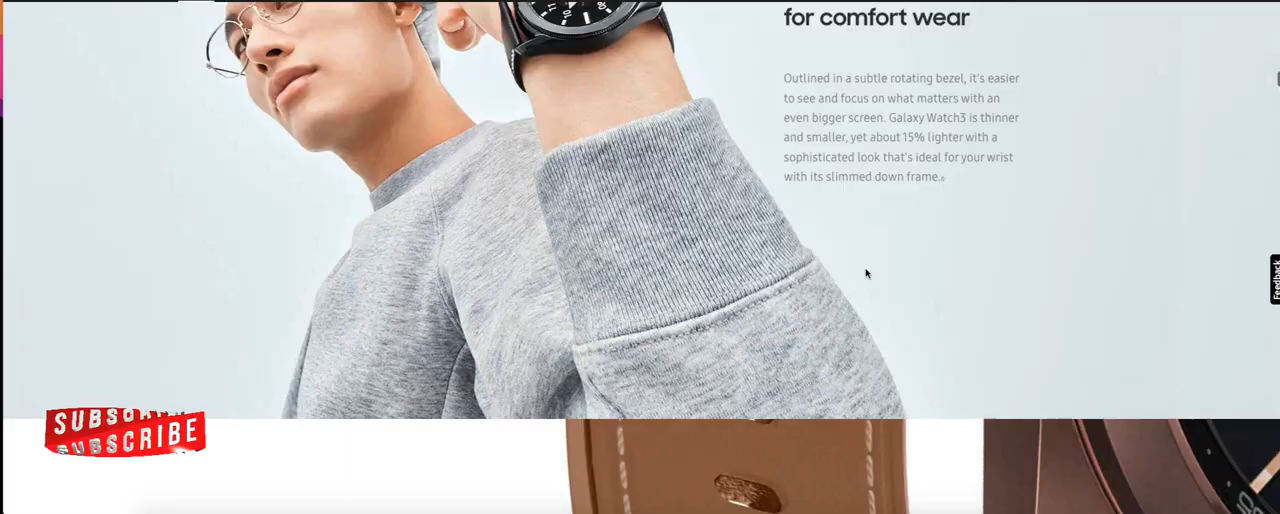 for comfort wear
Outlined in a subtle rotating bezel, it's easier
to see and focus on what matters with an
even bigger screen. Galaxy Watch3 is thinner
and smaller, yet about 15% lighter with a
sophisticated look that's ideal for your wrist
with its slimmed down frame.
Feedback
SUBSCRIBE
10